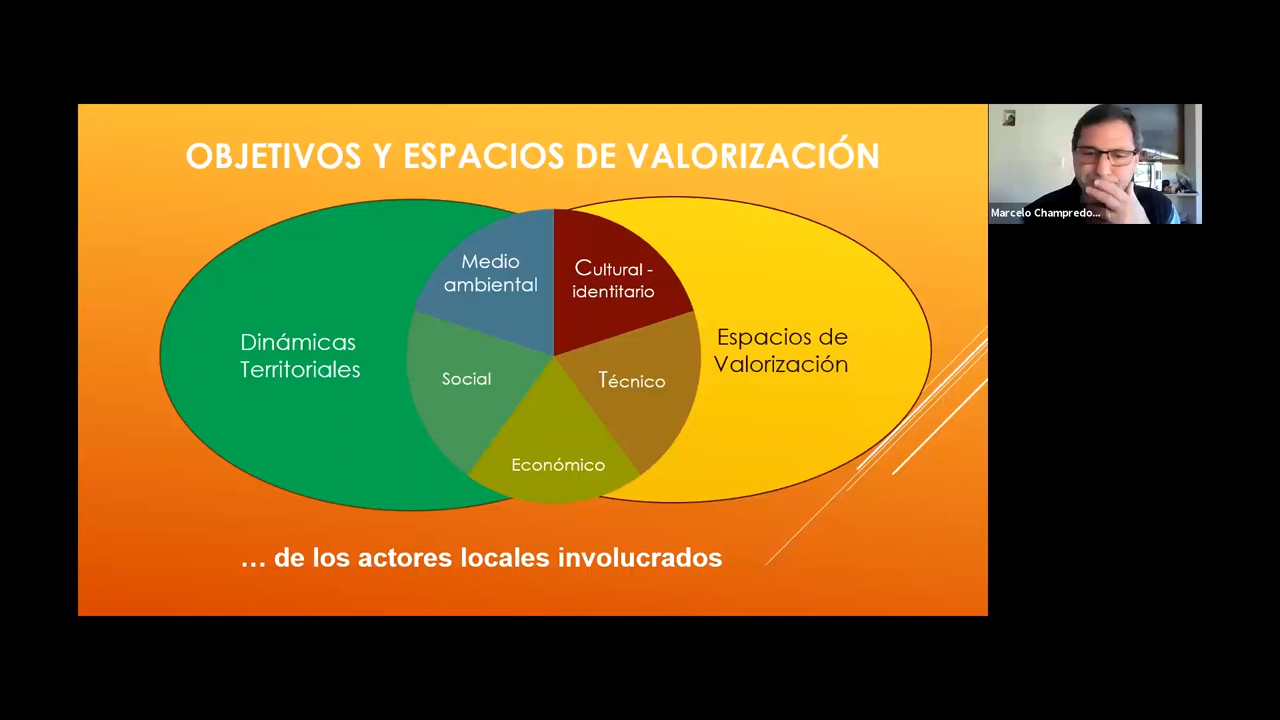 OBJETIVOS Y ESPACIOS DE VALORIZACIÓN
Medio
ambiental
Cultural -
identitario
Dinámicas
Territoriales
Espacios de
Valorización
Social
Técnico
Económico
… de los actores locales involucrados
Marcelo Champredo...